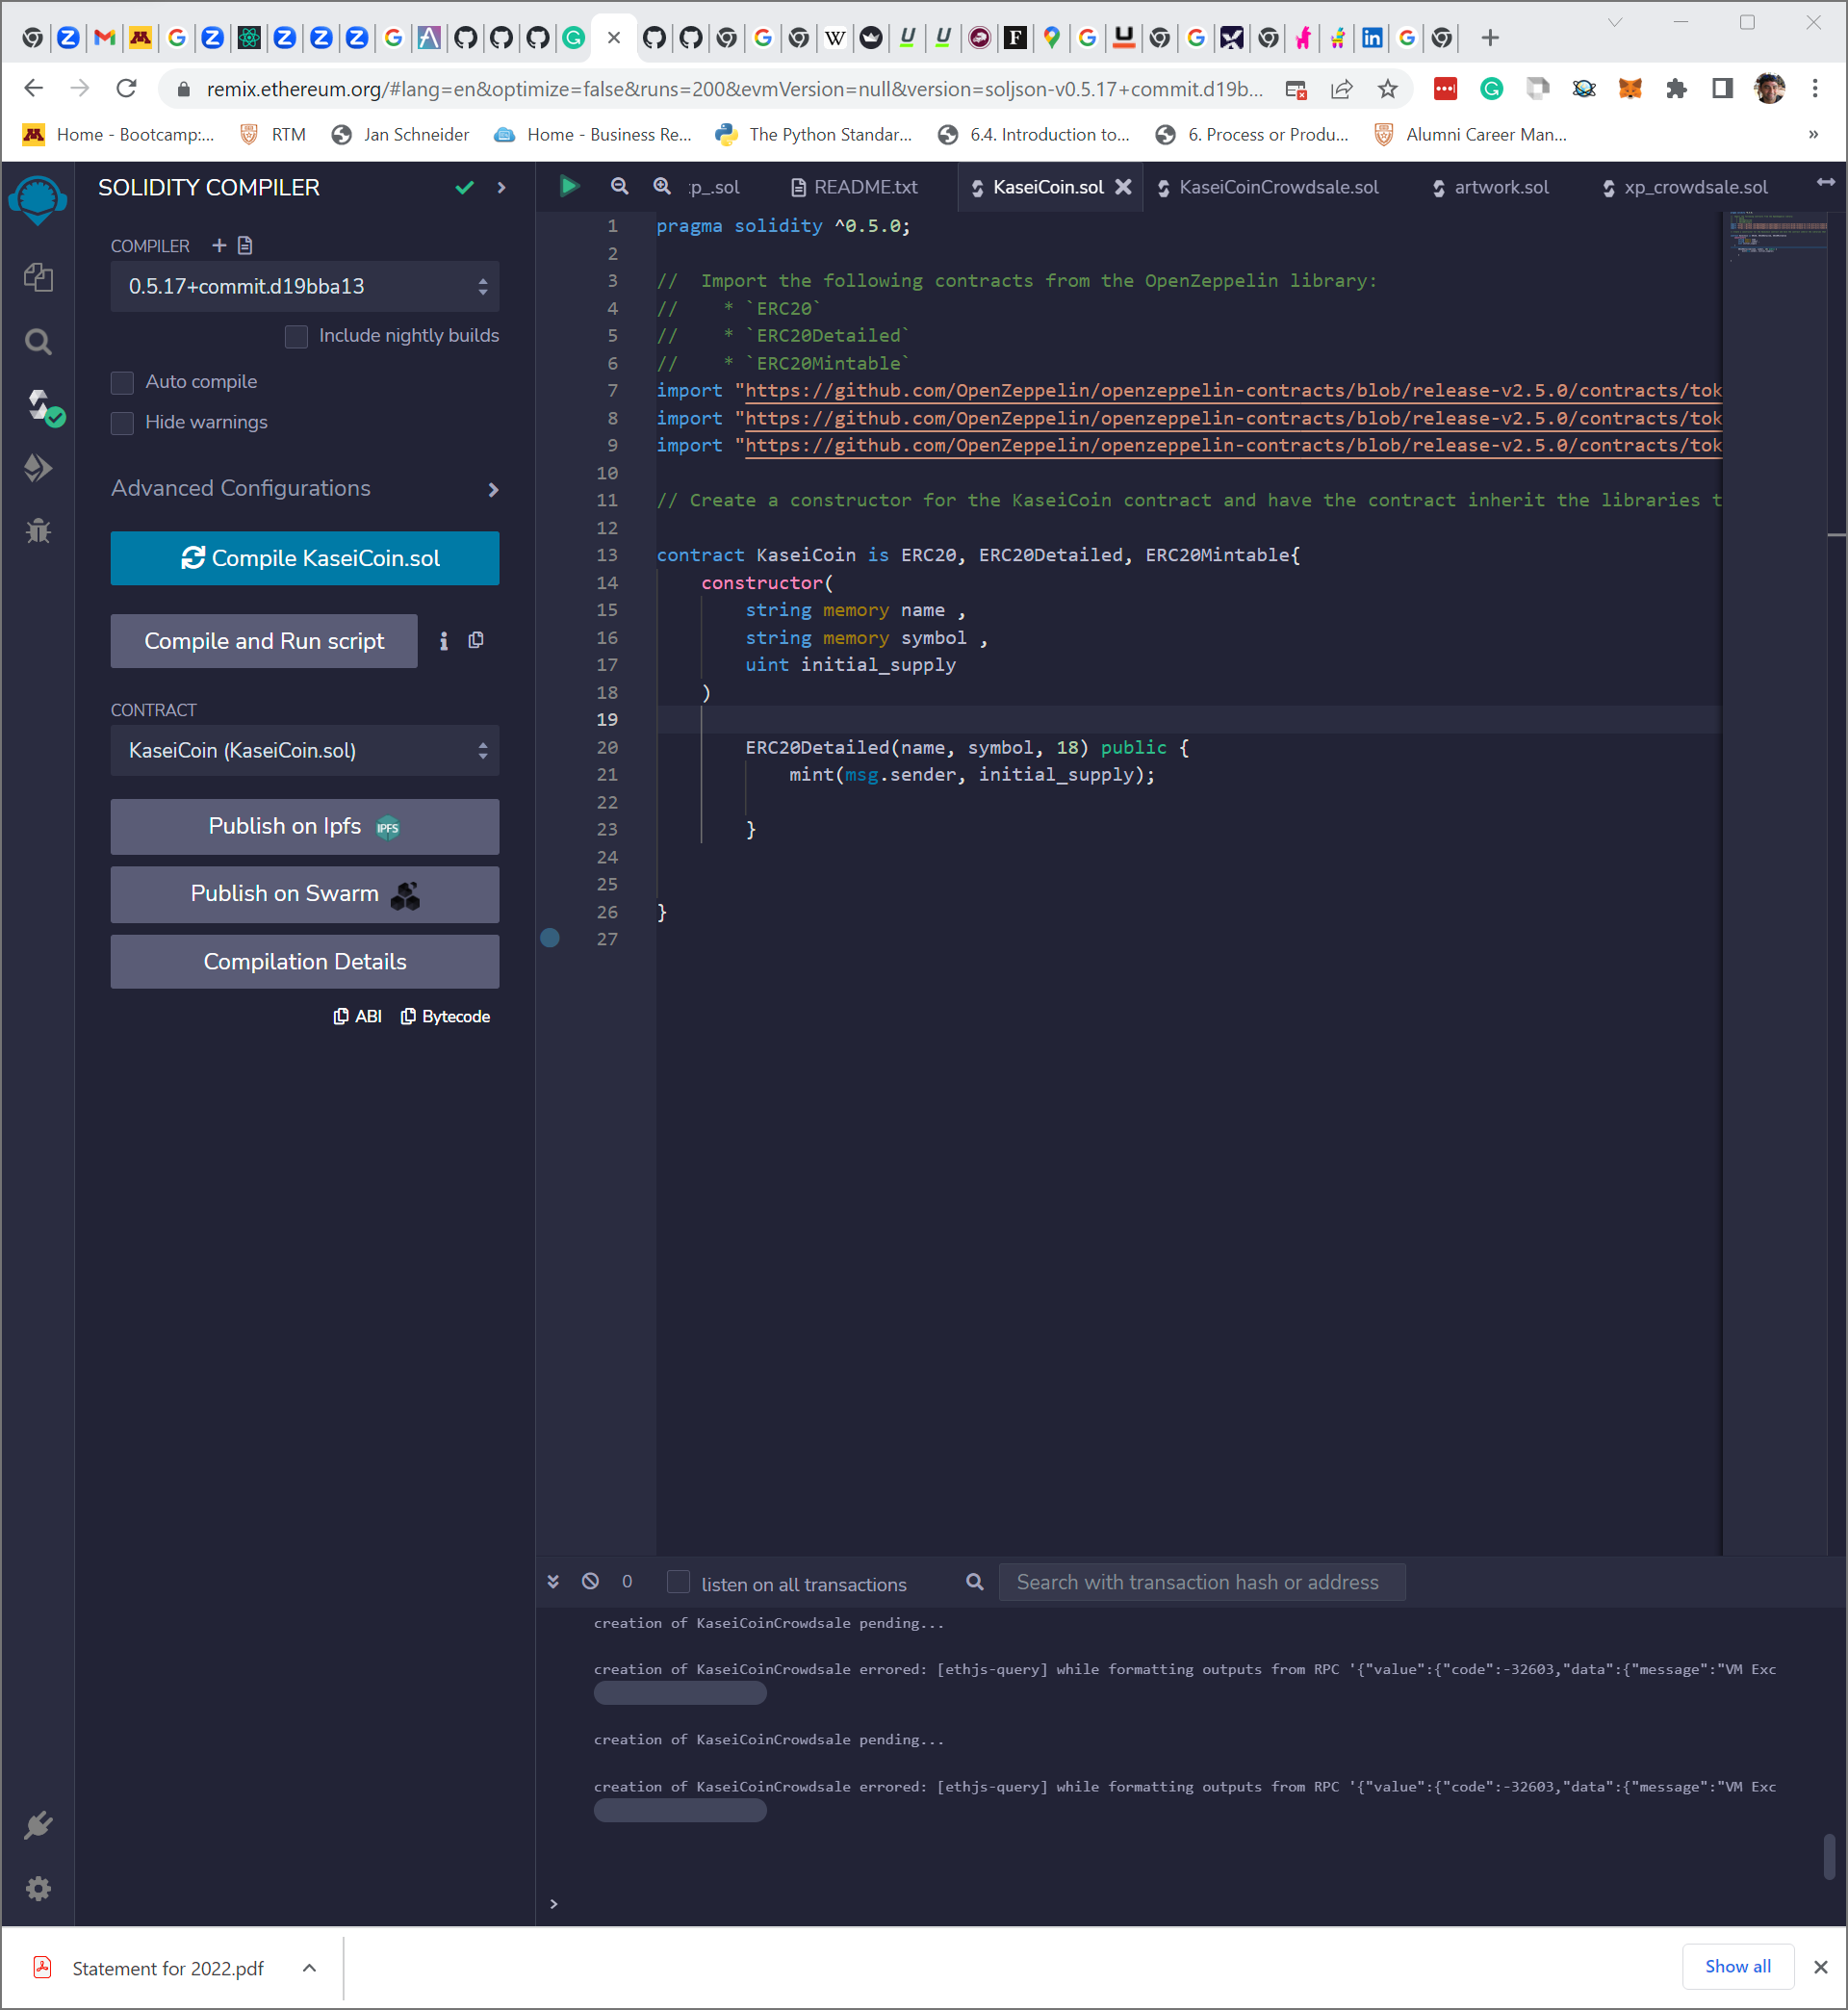 remix.ethereum.org/#lang=en&optimize=false&runs=200&evmVersion=null&version=soljson-v0.5.17+commit.d19b...
Home - Bootcamp:...
RTM
Jan Schneider
Home - Business Re...
The Python Standar...
6.4. Introduction to...
6. Process or Produ...
Alumni Career Man...
»
SOLIDITY COMPILER
COMPILER
0.5.17+commit.d19bba13
Include nightly builds
Auto compile
Hide warnings
Advanced Configurations
Compile KaseiCoin.sol
Compile and Run script
CONTRACT
KaseiCoin (KaseiCoin.sol)
Publish on Ipfs IPFS
Publish on Swarm
Compilation Details
ABI Bytecode
:p_.sol
README.txt
KaseiCoin.sol
KaseiCoinCrowdsale.sol
artwork.sol
xp_crowdsale.sol
1 pragma solidity ^0.5.0;
2
3 //  Import the following contracts from the OpenZeppelin library:
4 //    * `ERC20`
5 //    * `ERC20Detailed`
6 //    * `ERC20Mintable`
7 import "https://github.com/OpenZeppelin/openzeppelin-contracts/blob/release-v2.5.0/contracts/tok
8 import "https://github.com/OpenZeppelin/openzeppelin-contracts/blob/release-v2.5.0/contracts/tok
9 import "https://github.com/OpenZeppelin/openzeppelin-contracts/blob/release-v2.5.0/contracts/tok
10
11 // Create a constructor for the KaseiCoin contract and have the contract inherit the libraries t
12
13 contract KaseiCoin is ERC20, ERC20Detailed, ERC20Mintable{
14     constructor(
15         string memory name ,
16         string memory symbol ,
17         uint initial_supply
18     )
19
20         ERC20Detailed(name, symbol, 18) public {
21             mint(msg.sender, initial_supply);
22
23         }
24
25
26 }
27
0
listen on all transactions
Search with transaction hash or address
creation of KaseiCoinCrowdsale pending...
creation of KaseiCoinCrowdsale errored: [ethjs-query] while formatting outputs from RPC '{"value":{"code":-32603,"data":{"message":"VM Exc
creation of KaseiCoinCrowdsale pending...
creation of KaseiCoinCrowdsale errored: [ethjs-query] while formatting outputs from RPC '{"value":{"code":-32603,"data":{"message":"VM Exc
>
Statement for 2022.pdf
Show all